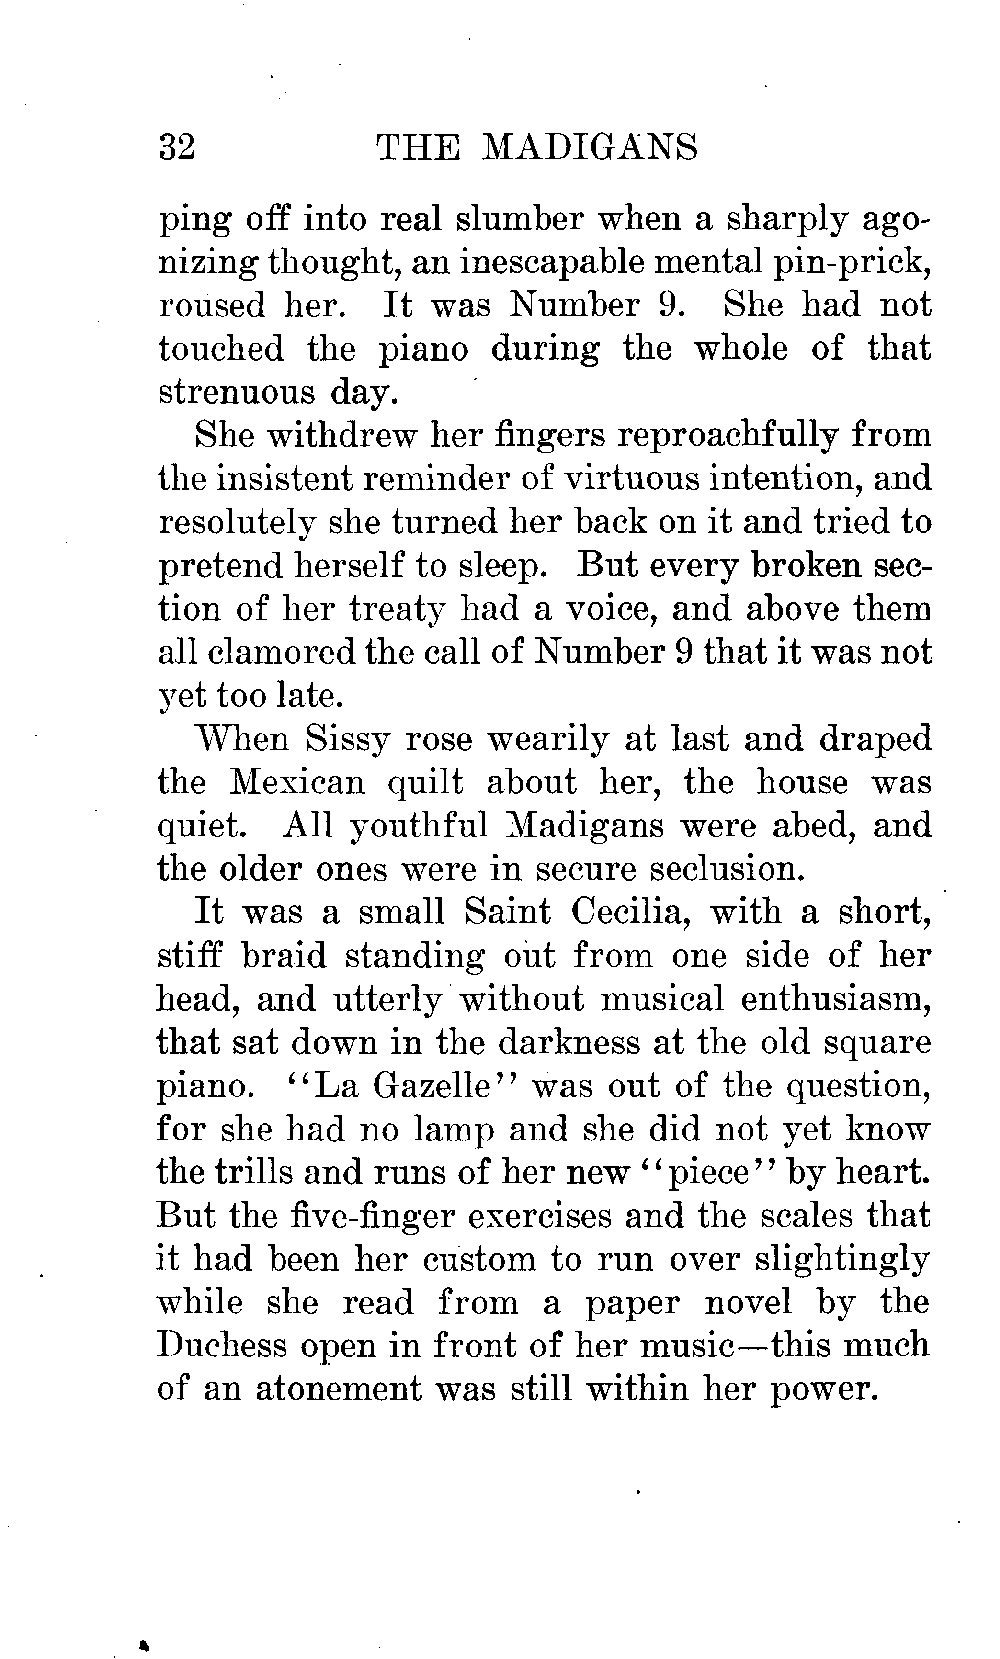 32 THE MADIGANS
ping off into real slumber when a sharply ago-
nizing thought, an inescapable mental pin-prick,
roused her. It was Number 9. She had not
touched the piano during the whole of that
strenuous day.
She withdrew her fingers reproachfully from
the insistent reminder of virtuous intention, and
resolutely she turned her back on it and tried to
pretend herself to sleep. But every broken sec-
tion of her treaty had a voice, and above them
all clamored the call of Number 9 that it was not
yet too late.
When Sissy rose wearily at last and draped
the Mexican quilt about her, the house was
quiet. All youthful Madigans were abed, and
the older ones were in secure seclusion.
It was a small Saint Cecilia, with a short,
stiff braid standing out from one side of her
head, and utterly without musical enthusiasm,
that sat down in the darkness at the old square
piano. "La Gazelle" was out of the question,
for she had no lamp and she did not yet know
the trills and runs of her new "piece" by heart.
But the five-finger exercises and the scales that
it had been her custom to run over slightingly
while she read from a paper novel by the
Duchess open in front of her music—this much
of an atonement was still within her power.